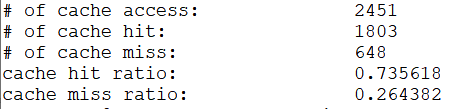 # of cache access: 2451
# of cache hit: 1803
# of cache miss: 648
cache hit ratio: 0.735618
cache miss ratio: 0.264382